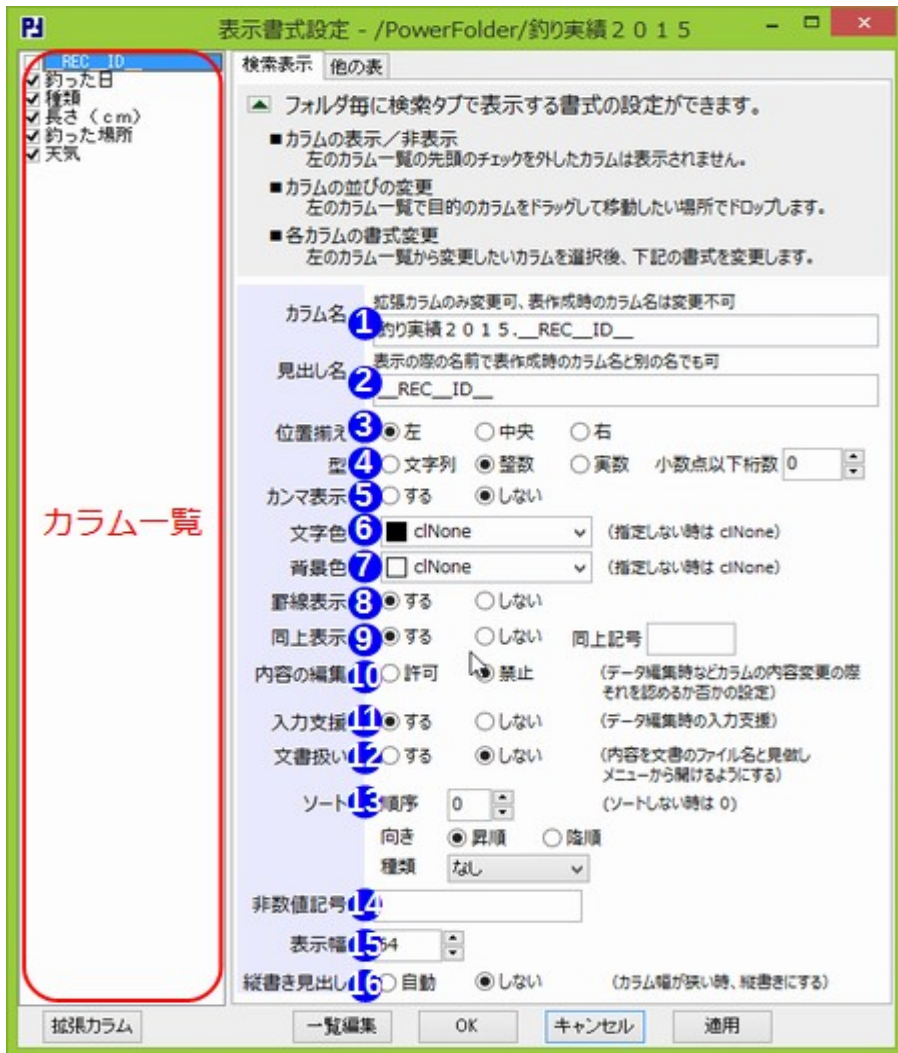 PJ 表示書式設定 - /PowerFolder/釣り実績２０１５
__REC__ID__
釣った日
種類
長さ（ｃｍ）
釣った場所
天気
カラム一覧
検索表示 他の表
フォルダ毎に検索タブで表示する書式の設定ができます。
■カラムの表示／非表示
左のカラム一覧の先頭のチェックを外したカラムは表示されません。
■カラムの並びの変更
左のカラム一覧で目的のカラムをドラッグして移動したい場所でドロップします。
■各カラムの書式変更
左のカラム一覧から変更したいカラムを選択後、下記の書式を変更します。
拡張カラムのみ変更可、表作成時のカラム名は変更不可
カラム名 1 釣り実績２０１５.__REC__ID__
表示の際の名前で表作成時のカラム名と別の名でも可
見出し名 2 __REC__ID__
位置揃え 3 左 中央 右
型 4 文字列 整数 実数 小数点以下桁数 0
カンマ表示 5 する しない
文字色 6 clNone (指定しない時は clNone)
背景色 7 clNone (指定しない時は clNone)
罫線表示 8 する しない
同上表示 9 する しない 同上記号
内容の編集 10 許可 禁止 (データ編集時などカラムの内容変更の際
それを認めるか否かの設定)
入力支援 11 する しない (データ編集時の入力支援)
文書扱い 12 する しない (内容を文書のファイル名と見做し
メニューから開けるようにする)
ソート 13 順序 0 (ソートしない時は 0)
向き 昇順 降順
種類 なし
非数値記号 14
表示幅 15 64
縦書き見出し 16 自動 しない (カラム幅が狭い時、縦書きにする)
拡張カラム 一覧編集 OK キャンセル 適用